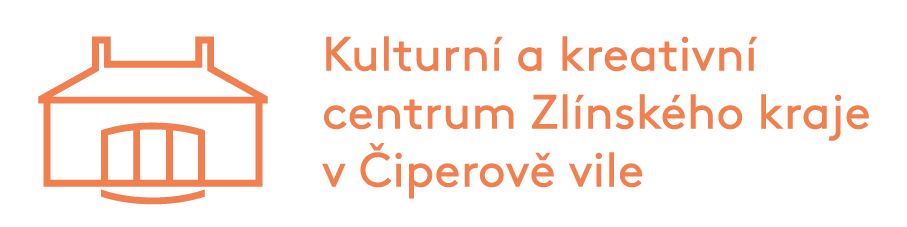 Kulturní a kreativní
centrum Zlínského kraje
v Čiperově vile